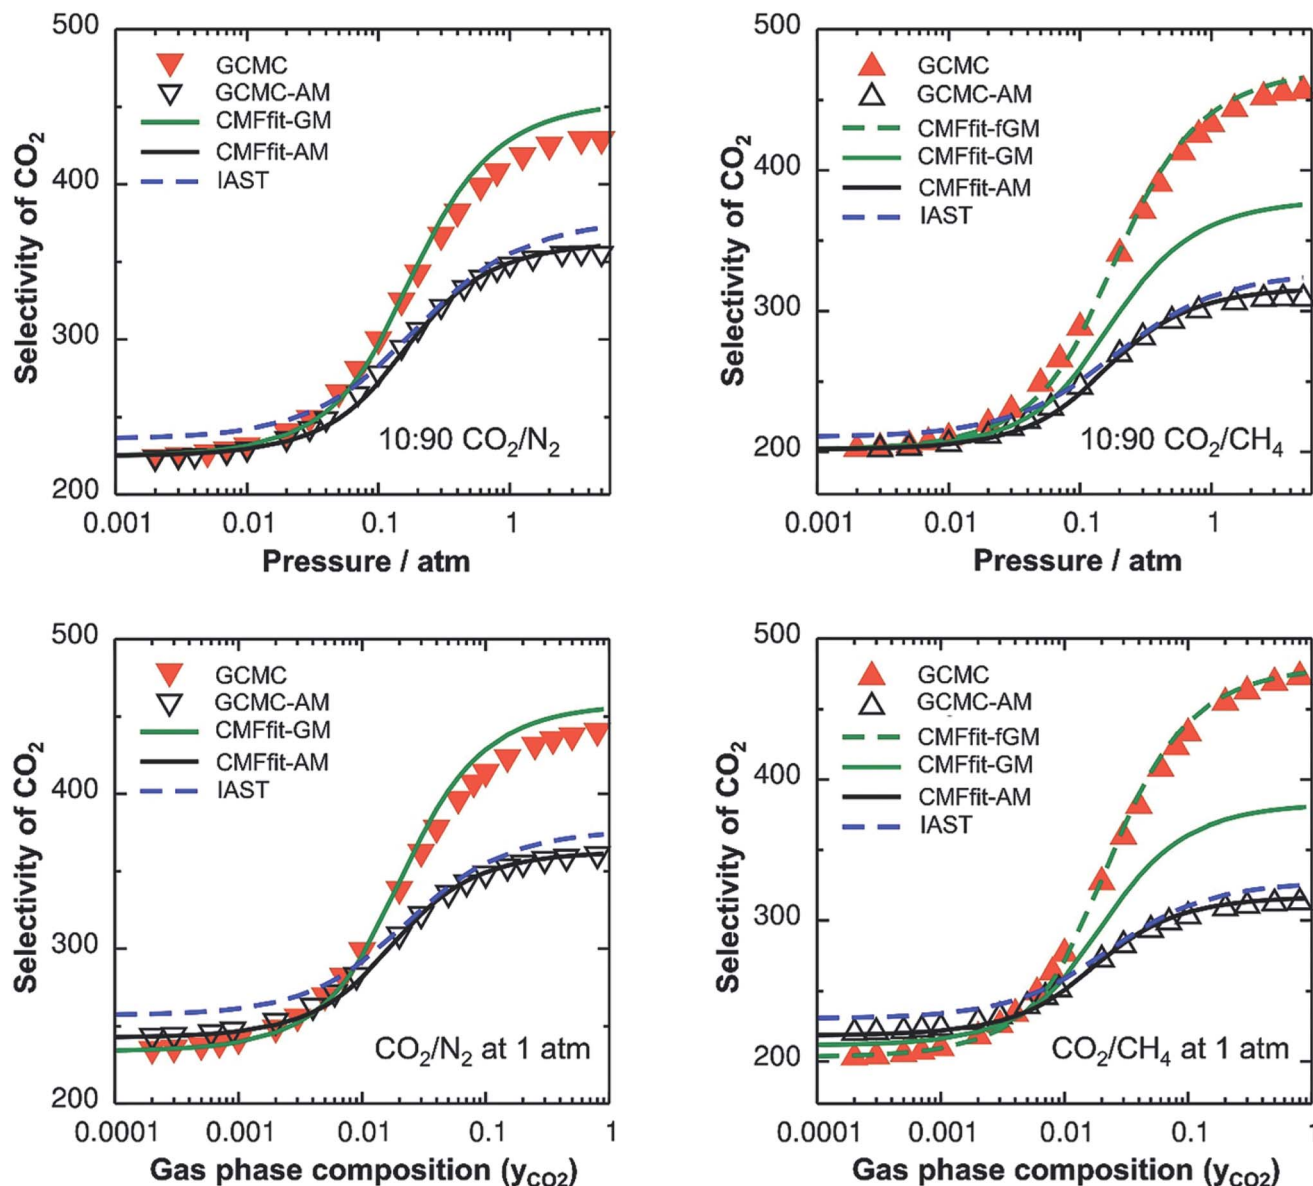 500
400
300
200
Selectivity of CO2
GCMC
GCMC-AM
CMFfit-GM
CMFfit-AM
IAST
10:90 CO2/N2
0.001
0.01
0.1
1
Pressure / atm
500
400
300
200
Selectivity of CO2
GCMC
GCMC-AM
CMFfit-fGM
CMFfit-GM
CMFfit-AM
IAST
10:90 CO2/CH4
0.001
0.01
0.1
1
Pressure / atm
500
400
300
200
Selectivity of CO2
GCMC
GCMC-AM
CMFfit-GM
CMFfit-AM
IAST
CO2/N2 at 1 atm
0.0001
0.001
0.01
0.1
1
Gas phase composition (yCO2)
500
400
300
200
Selectivity of CO2
GCMC
GCMC-AM
CMFfit-fGM
CMFfit-GM
CMFfit-AM
IAST
CO2/CH4 at 1 atm
0.0001
0.001
0.01
0.1
1
Gas phase composition (yCO2)